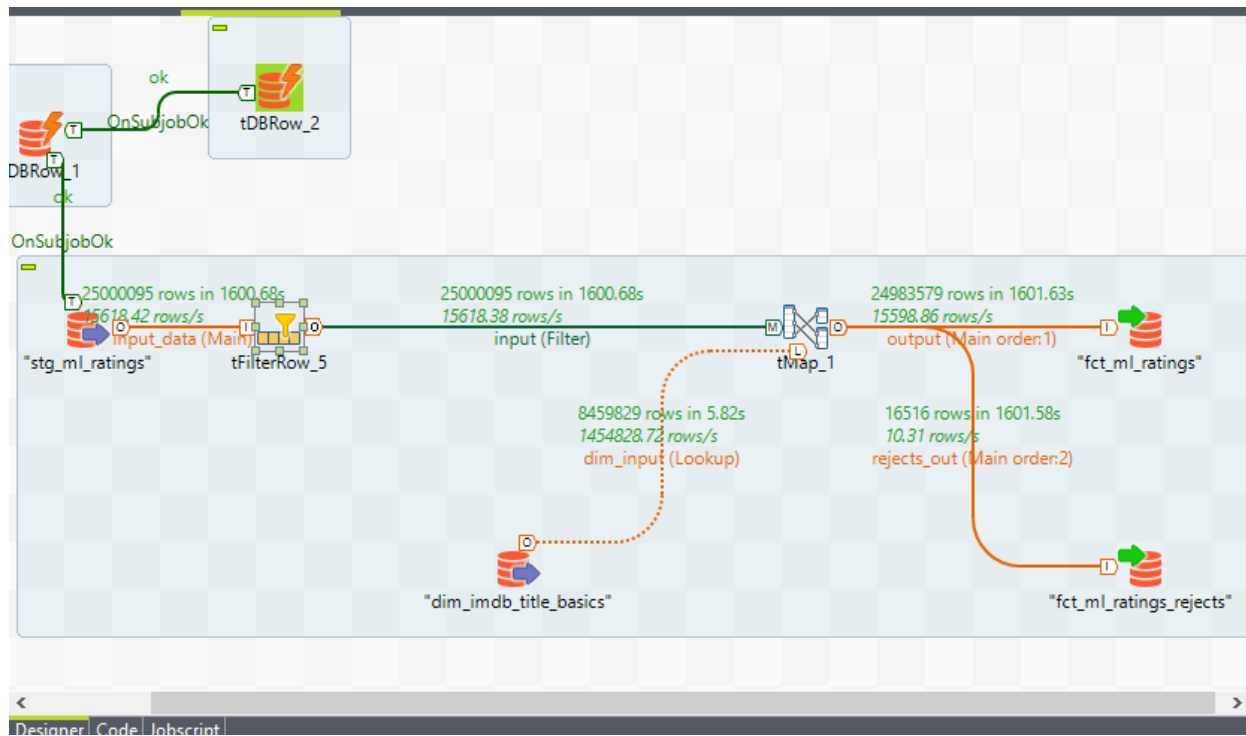 ok
OnSubjobOk
tDBRow_2
DBRow_1
ok
OnSubjobOk
25000095 rows in 1600.68s
15618.42 rows/s
input_data (Main)
"stg_ml_ratings"
tFilterRow_5
25000095 rows in 1600.68s
15618.38 rows/s
input (Filter)
tMap_1
24983579 rows in 1601.63s
15598.86 rows/s
output (Main order:1)
"fct_ml_ratings"
8459829 rows in 5.82s
1454828.72 rows/s
dim_input (Lookup)
16516 rows in 1601.58s
10.31 rows/s
rejects_out (Main order:2)
"dim_imdb_title_basics"
"fct_ml_ratings_rejects"
T
T
T
T
O
I
O
M
L
O
I
O
I
Designer Code Jobscript